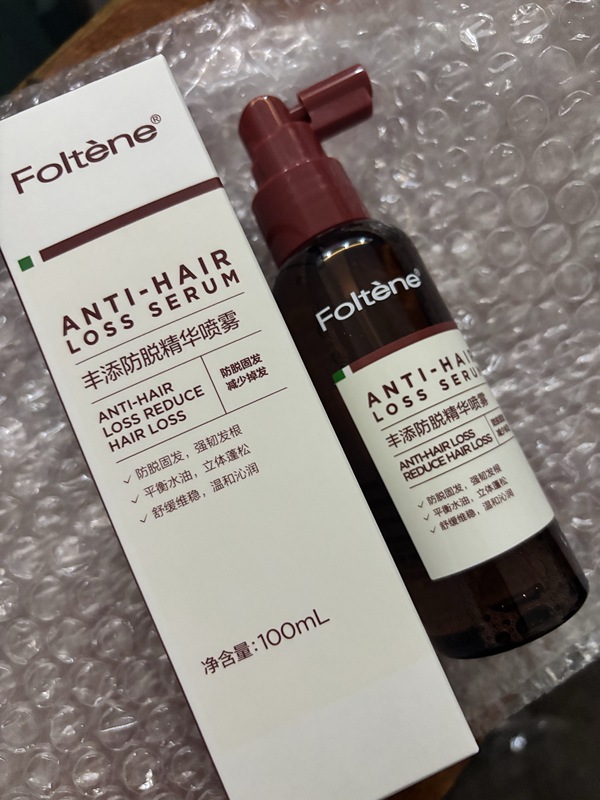 Foltène®
ANTI-HAIR
LOSS SERUM
丰添防脱精华喷雾
ANTI-HAIR
LOSS REDUCE
HAIR LOSS
防脱固发
减少掉发
防脱固发，强韧发根
平衡水油，立体蓬松
舒缓维稳，温和沁润
净含量:100mL
Foltène®
ANTI-HAIR
LOSS SERU
丰添防脱精华喷雾
ANTI-HAIR LOSS
REDUCE HAIR LOSS
防脱固发，强韧发根
平衡水油，立体蓬松
舒缓维稳，温和沁润